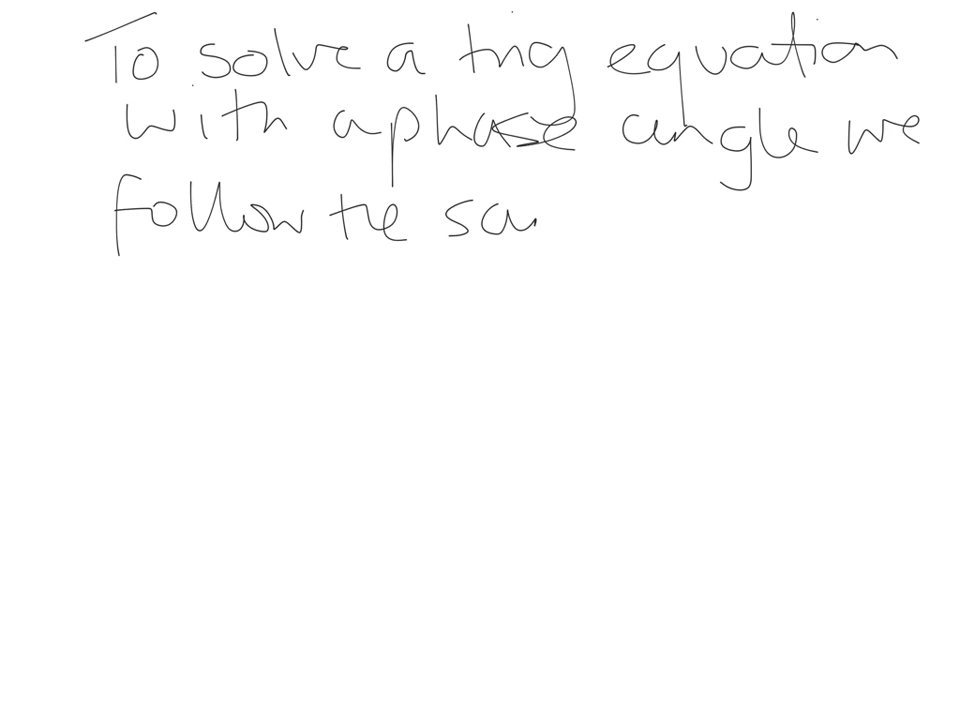 To solve a trig equation
with a phase angle we
follow the sa